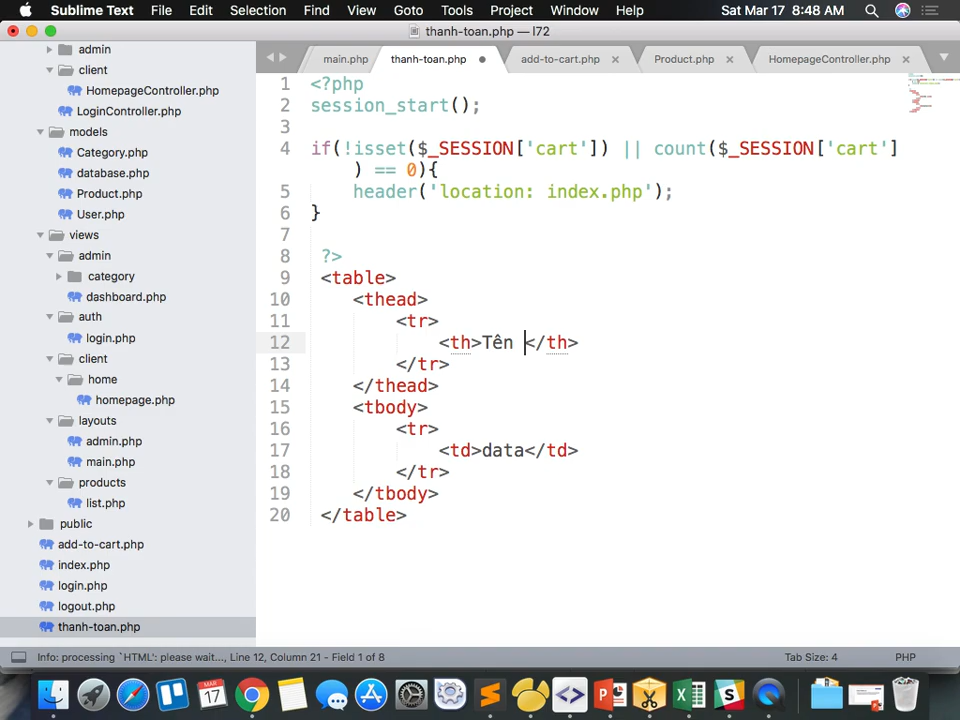 Sublime Text File Edit Selection Find View Goto Tools Project Window Help Sat Mar 17 8:48 AM
thanh-toan.php — l72
admin
client
HomepageController.php
LoginController.php
models
Category.php
database.php
Product.php
User.php
views
admin
category
dashboard.php
auth
login.php
client
home
homepage.php
layouts
admin.php
main.php
products
list.php
public
add-to-cart.php
index.php
login.php
logout.php
thanh-toan.php
main.php thanh-toan.php add-to-cart.php × Product.php × HomepageController.php ×
1 <?php
2 session_start();
3
4 if(!isset($_SESSION['cart']) || count($_SESSION['cart']
) == 0){
5 header('location: index.php');
6 }
7
8 ?>
9 <table>
10 <thead>
11 <tr>
12 <th>Tên </th>
13 </tr>
14 </thead>
15 <tbody>
16 <tr>
17 <td>data</td>
18 </tr>
19 </tbody>
20 </table>
Info: processing `HTML': please wait..., Line 12, Column 21 - Field 1 of 8 Tab Size: 4 PHP
MAR
17